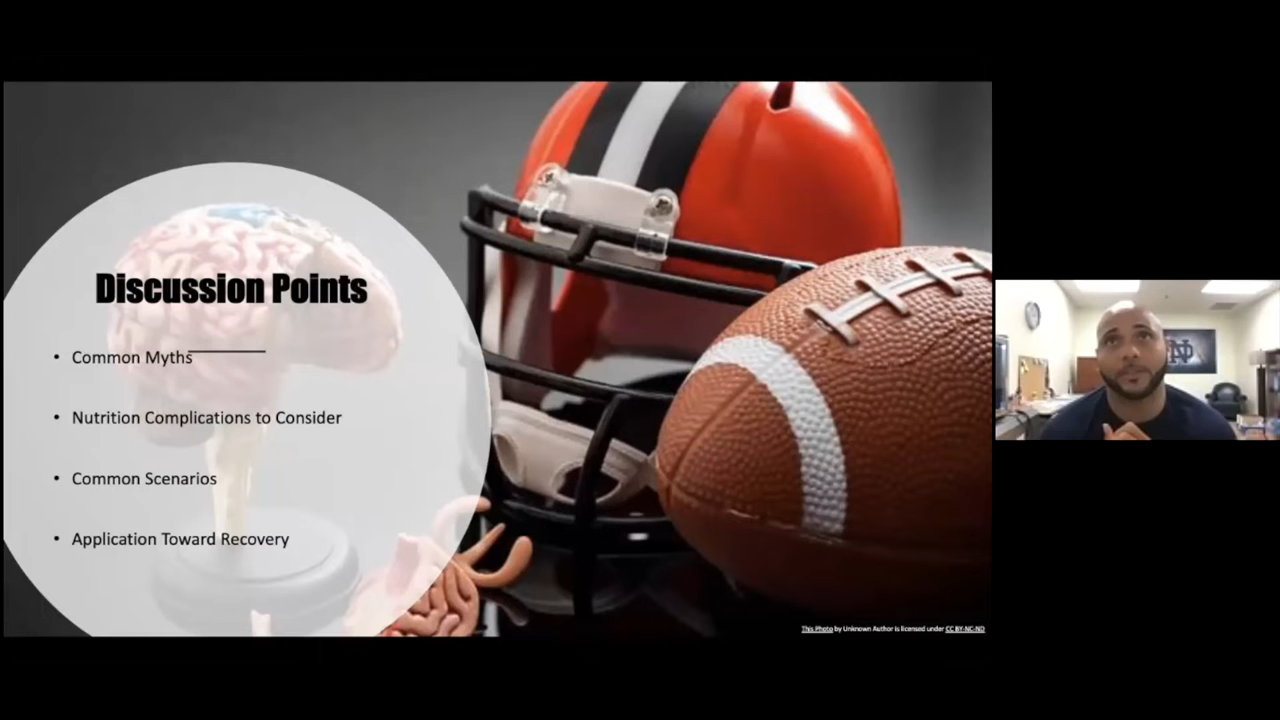 Discussion Points
• Common Myths
• Nutrition Complications to Consider
• Common Scenarios
• Application Toward Recovery
This Photo by Unknown Author is licensed under CC BY-NC-ND
ND